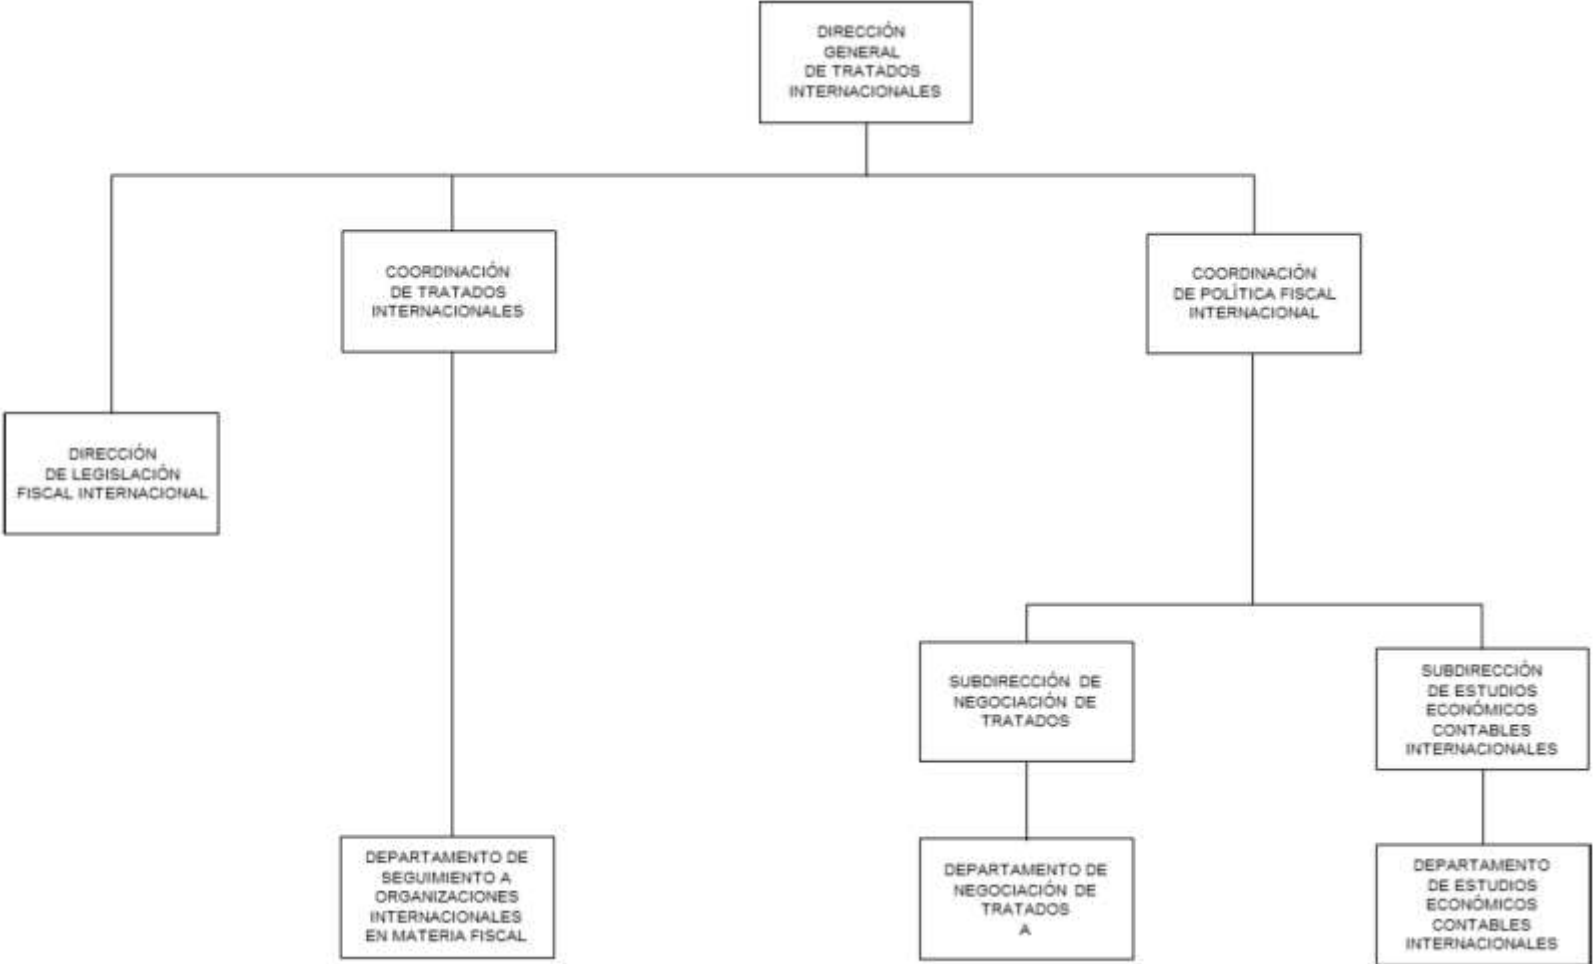 DIRECCIÓN
GENERAL
DE TRATADOS
INTERNACIONALES
COORDINACIÓN
DE TRATADOS
INTERNACIONALES
COORDINACIÓN
DE POLÍTICA FISCAL
INTERNACIONAL
DIRECCIÓN
DE LEGISLACIÓN
FISCAL INTERNACIONAL
SUBDIRECCIÓN DE
NEGOCIACIÓN DE
TRATADOS
SUBDIRECCIÓN
DE ESTUDIOS
ECONÓMICOS
CONTABLES
INTERNACIONALES
DEPARTAMENTO DE
SEGUIMIENTO A
ORGANIZACIONES
INTERNACIONALES
EN MATERIA FISCAL
DEPARTAMENTO DE
NEGOCIACIÓN DE
TRATADOS
A
DEPARTAMENTO
DE ESTUDIOS
ECONÓMICOS
CONTABLES
INTERNACIONALES